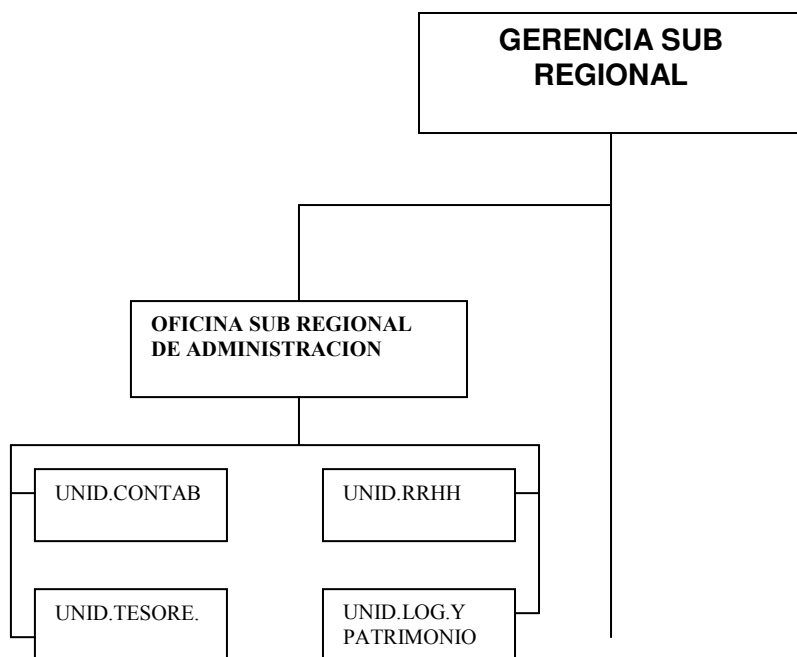 GERENCIA SUB
REGIONAL
OFICINA SUB REGIONAL
DE ADMINISTRACION
UNID.CONTAB
UNID.RRHH
UNID.TESORE.
UNID.LOG.Y
PATRIMONIO